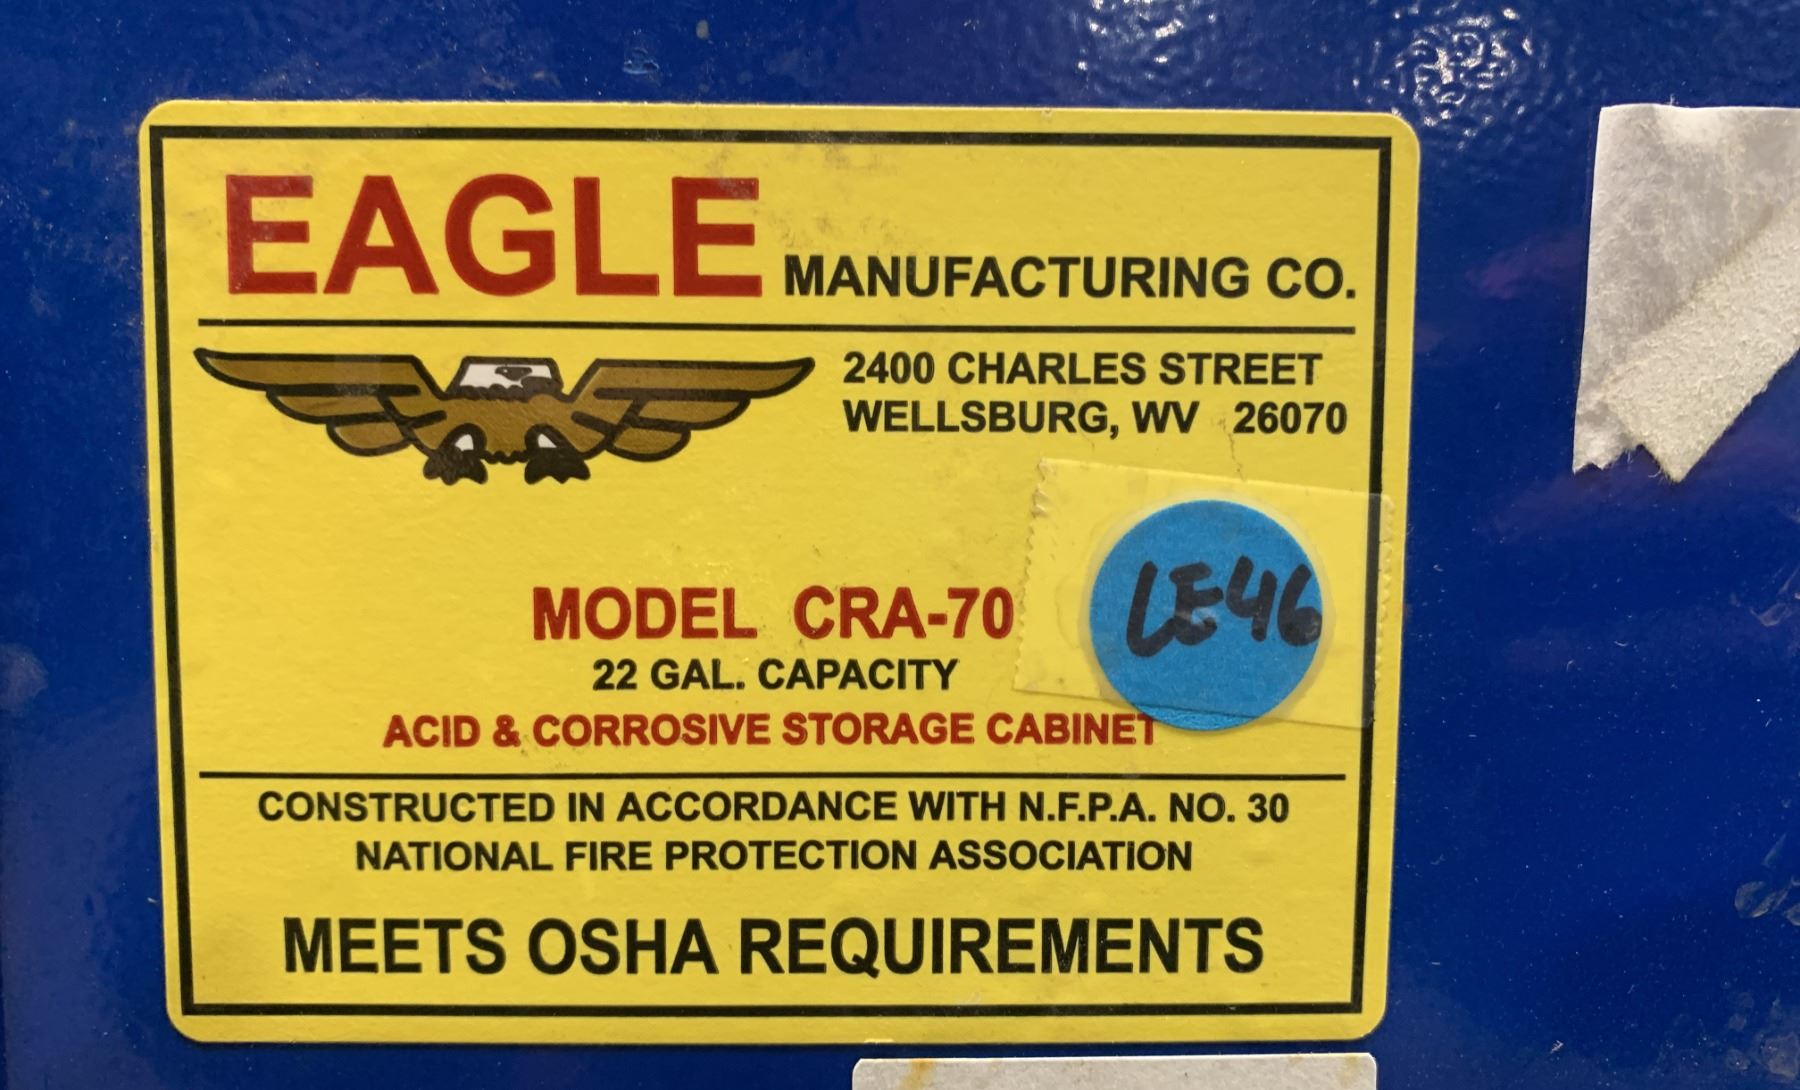 EAGLE MANUFACTURING CO.
2400 CHARLES STREET
WELLSBURG, WV 26070
MODEL CRA-70
LE46
22 GAL. CAPACITY
ACID & CORROSIVE STORAGE CABINET
CONSTRUCTED IN ACCORDANCE WITH N.F.P.A. NO. 30
NATIONAL FIRE PROTECTION ASSOCIATION
MEETS OSHA REQUIREMENTS